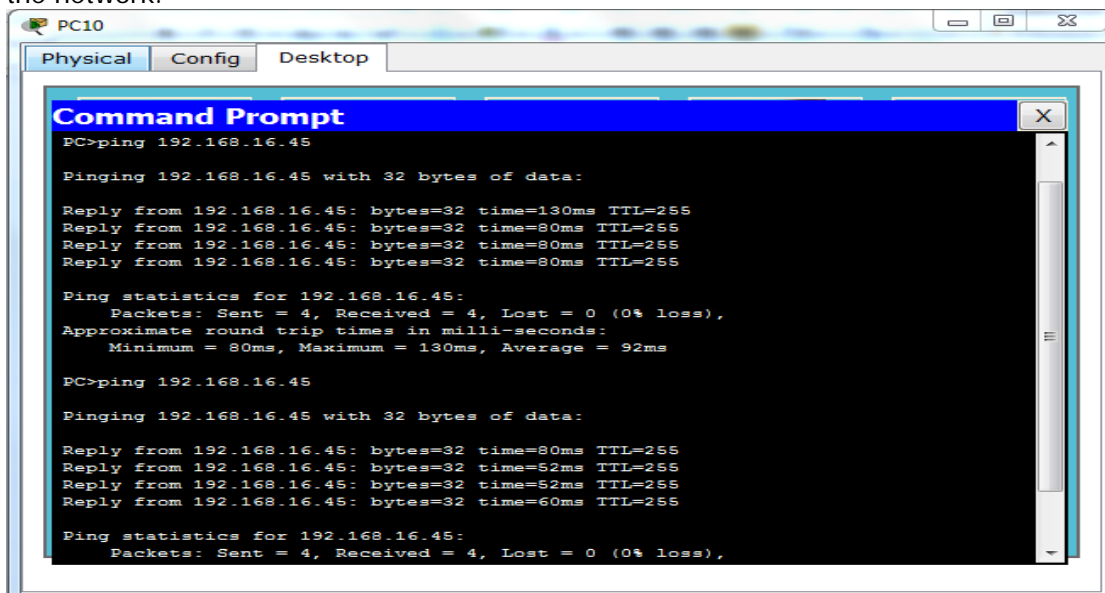 the network.
PC10
Physical Config Desktop
Command Prompt X
PC>ping 192.168.16.45
Pinging 192.168.16.45 with 32 bytes of data:
Reply from 192.168.16.45: bytes=32 time=130ms TTL=255
Reply from 192.168.16.45: bytes=32 time=80ms TTL=255
Reply from 192.168.16.45: bytes=32 time=80ms TTL=255
Reply from 192.168.16.45: bytes=32 time=80ms TTL=255
Ping statistics for 192.168.16.45:
Packets: Sent = 4, Received = 4, Lost = 0 (0% loss),
Approximate round trip times in milli-seconds:
Minimum = 80ms, Maximum = 130ms, Average = 92ms
PC>ping 192.168.16.45
Pinging 192.168.16.45 with 32 bytes of data:
Reply from 192.168.16.45: bytes=32 time=80ms TTL=255
Reply from 192.168.16.45: bytes=32 time=52ms TTL=255
Reply from 192.168.16.45: bytes=32 time=52ms TTL=255
Reply from 192.168.16.45: bytes=32 time=60ms TTL=255
Ping statistics for 192.168.16.45:
Packets: Sent = 4, Received = 4, Lost = 0 (0% loss),